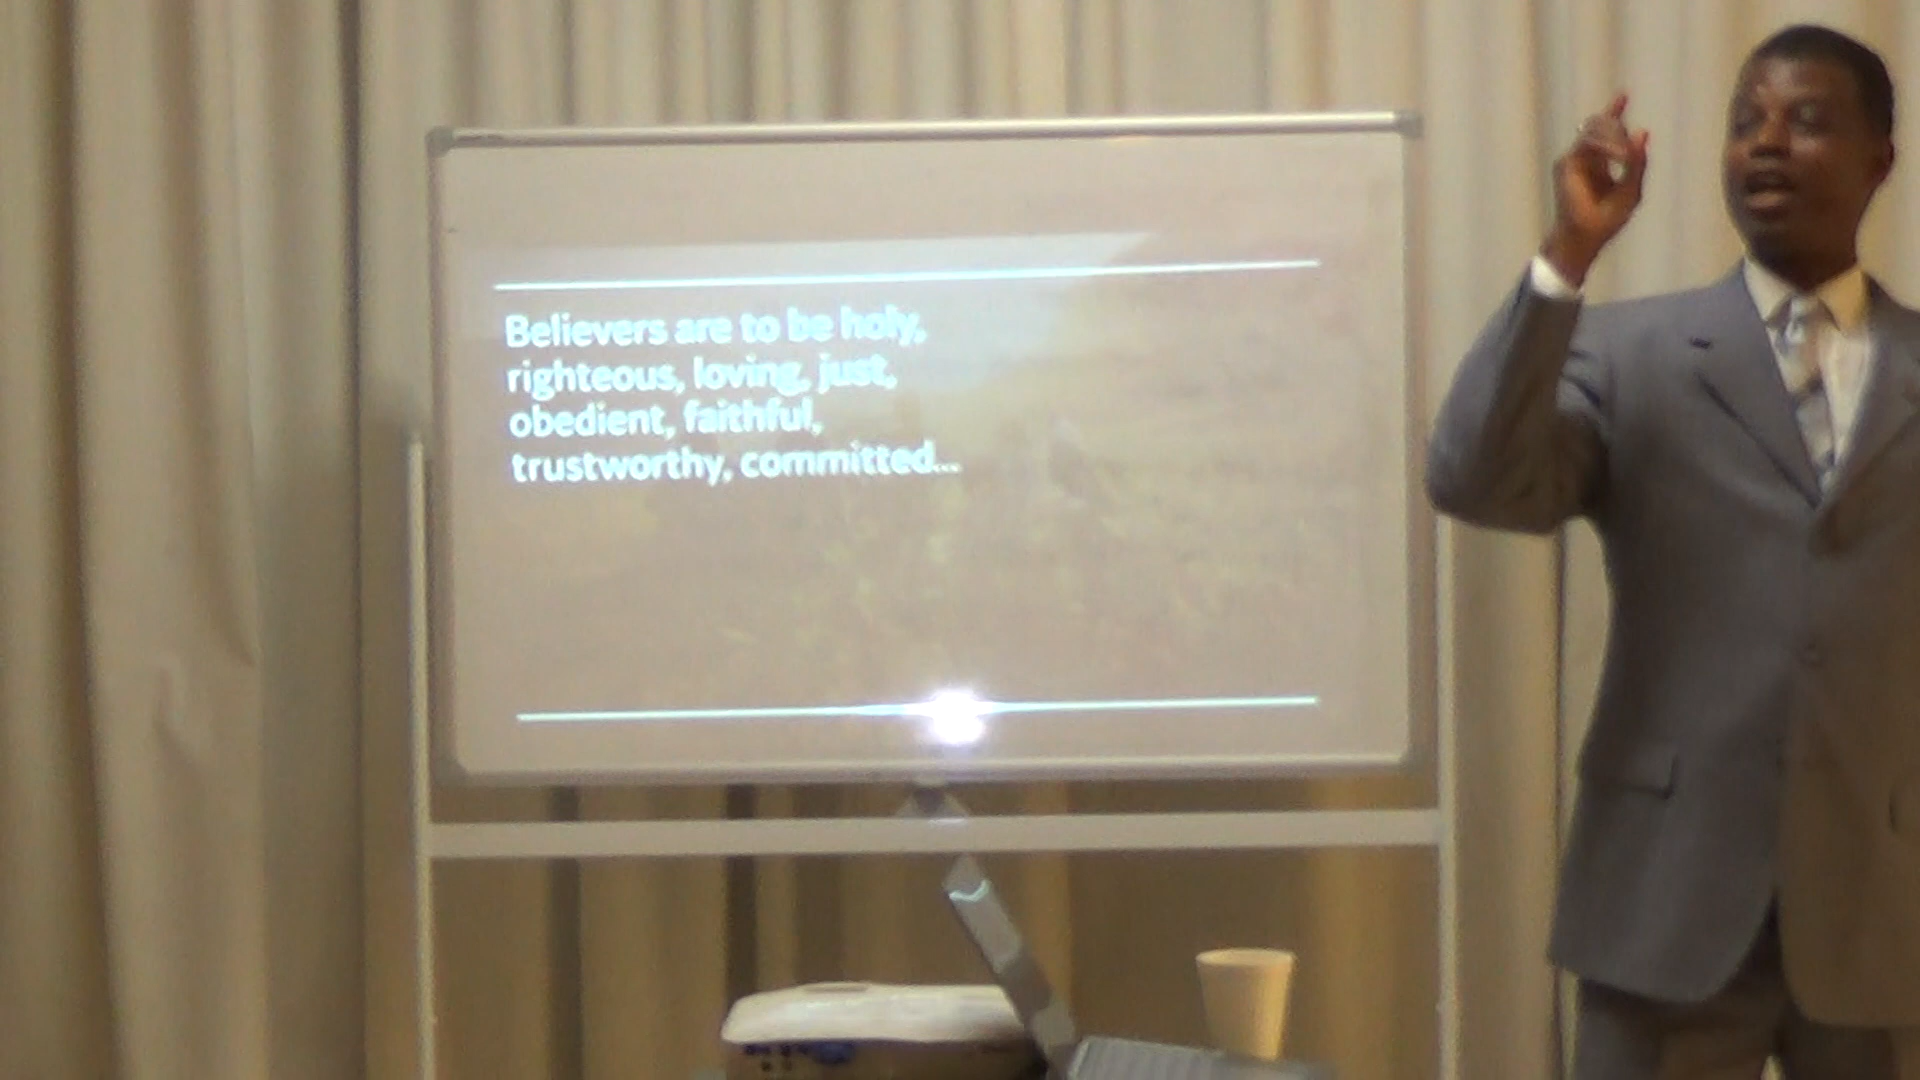 Believers are to be holy,
righteous, loving, just,
obedient, faithful,
trustworthy, committed...